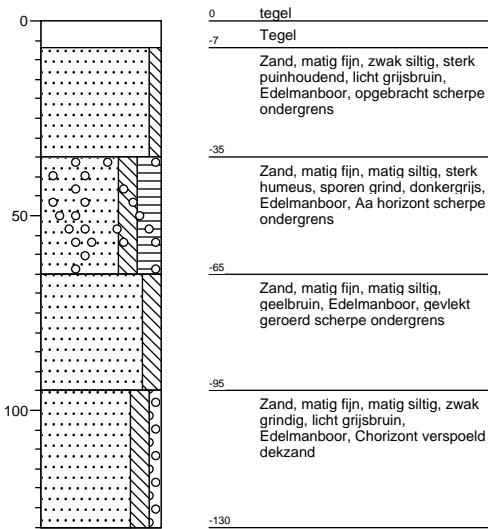 0
0 tegel
-7 Tegel
Zand, matig fijn, zwak siltig, sterk
puinhoudend, licht grijsbruin,
Edelmanboor, opgebracht scherpe
ondergrens
-35
Zand, matig fijn, matig siltig, sterk
humeus, sporen grind, donkergrijs,
Edelmanboor, Aa horizont scherpe
ondergrens
50
-65
Zand, matig fijn, matig siltig,
geelbruin, Edelmanboor, gevlekt
geroerd scherpe ondergrens
-95
100
Zand, matig fijn, matig siltig, zwak
grindig, licht grijsbruin,
Edelmanboor, Chorizont verspoeld
dekzand
-130